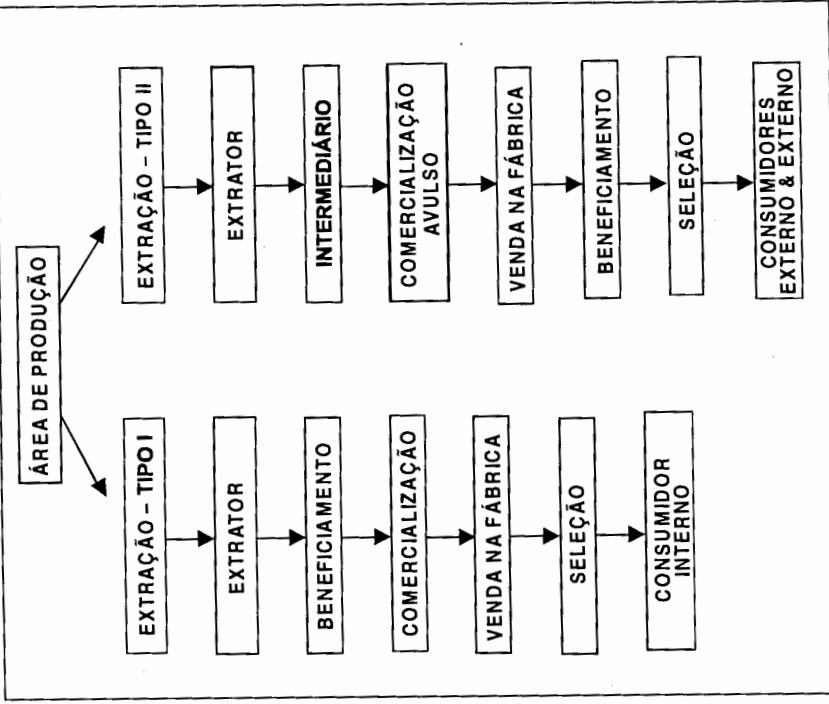 ÁREA DE PRODUÇÃO
EXTRAÇÃO – TIPO I
EXTRATOR
BENEFICIAMENTO
COMERCIALIZAÇÃO
VENDA NA FÁBRICA
SELEÇÃO
CONSUMIDOR
INTERNO
EXTRAÇÃO – TIPO II
EXTRATOR
INTERMEDIÁRIO
COMERCIALIZAÇÃO
AVULSO
VENDA NA FÁBRICA
BENEFICIAMENTO
SELEÇÃO
CONSUMIDORES
EXTERNO & EXTERNO